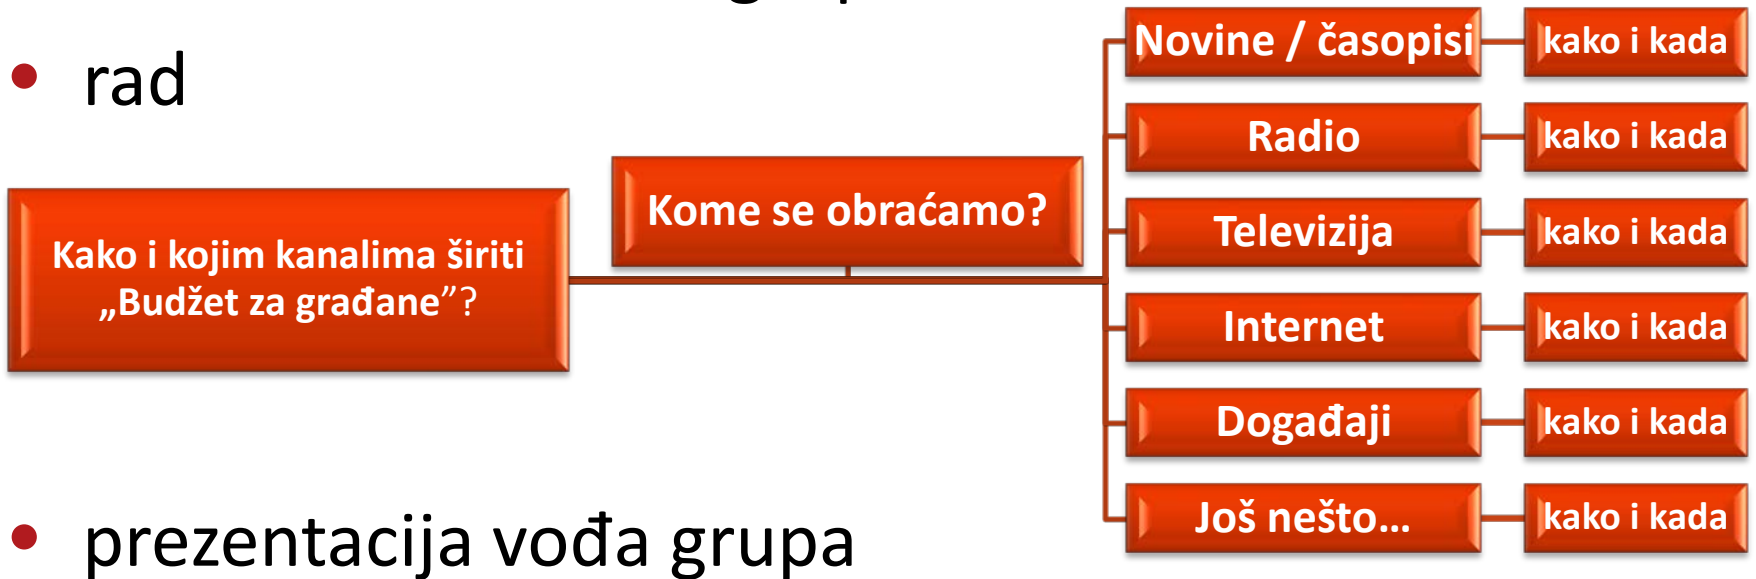 • rad
Kako i kojim kanalima širiti
„Budžet za građane”?
Kome se obraćamo?
Novine / časopisi
kako i kada
Radio
kako i kada
Televizija
kako i kada
Internet
kako i kada
Događaji
kako i kada
Još nešto…
kako i kada
• prezentacija vođa grupa